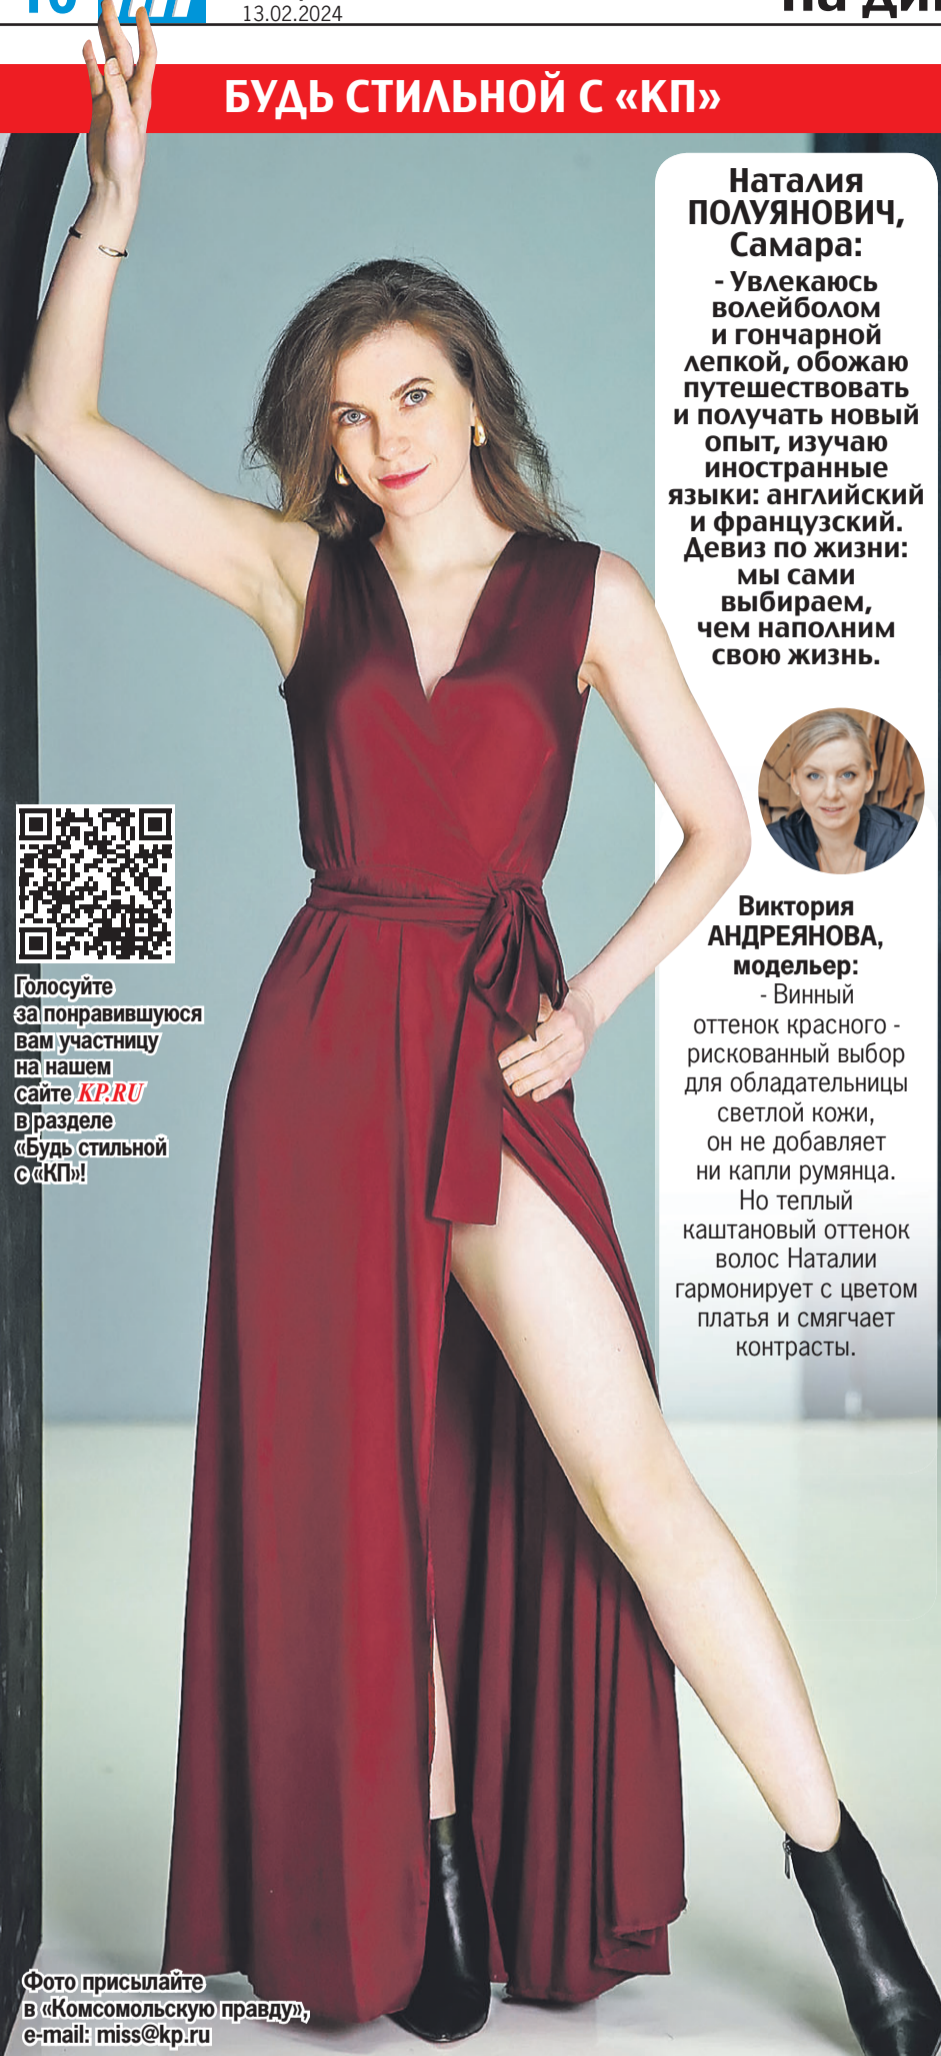 13.02.2024
БУДЬ СТИЛЬНОЙ С «КП»
Наталия
ПОЛУЯНОВИЧ,
Самара:
- Увлекаюсь
волейболом
и гончарной
лепкой, обожаю
путешествовать
и получать новый
опыт, изучаю
иностранные
языки: английский
и французский.
Девиз по жизни:
мы сами
выбираем,
чем наполним
свою жизнь.
Виктория
АНДРЕЯНОВА,
модельер:
- Винный
оттенок красного -
рискованный выбор
для обладательницы
светлой кожи,
он не добавляет
ни капли румянца.
Но теплый
каштановый оттенок
волос Наталии
гармонирует с цветом
платья и смягчает
контрасты.
Голосуйте
за понравившуюся
вам участницу
на нашем
сайте KP.RU
в разделе
«Будь стильной
с «КП»!
Фото присылайте
в «Комсомольскую правду»,
e-mail: miss@kp.ru